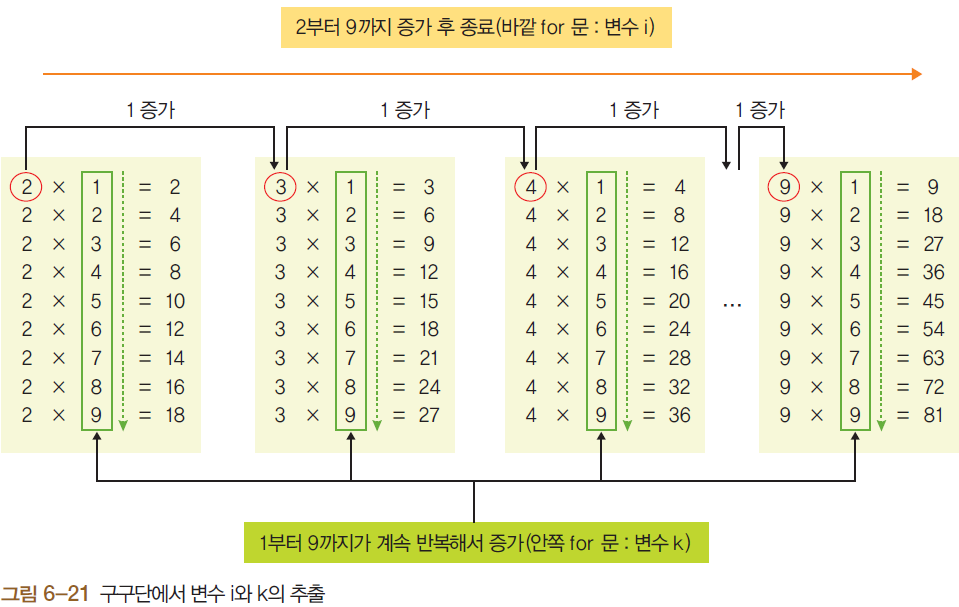 2부터 9까지 증가 후 종료(바깥 for 문 : 변수 i)
1 증가 1 증가 1 증가 1 증가
2 × 1 = 2 3 × 1 = 3 4 × 1 = 4 9 × 1 = 9
2 × 2 = 4 3 × 2 = 6 4 × 2 = 8 9 × 2 = 18
2 × 3 = 6 3 × 3 = 9 4 × 3 = 12 9 × 3 = 27
2 × 4 = 8 3 × 4 = 12 4 × 4 = 16 9 × 4 = 36
2 × 5 = 10 3 × 5 = 15 4 × 5 = 20 ... 9 × 5 = 45
2 × 6 = 12 3 × 6 = 18 4 × 6 = 24 9 × 6 = 54
2 × 7 = 14 3 × 7 = 21 4 × 7 = 28 9 × 7 = 63
2 × 8 = 16 3 × 8 = 24 4 × 8 = 32 9 × 8 = 72
2 × 9 = 18 3 × 9 = 27 4 × 9 = 36 9 × 9 = 81
1부터 9까지가 계속 반복해서 증가(안쪽 for 문 : 변수 k)
그림 6-21 구구단에서 변수 i와 k의 추출